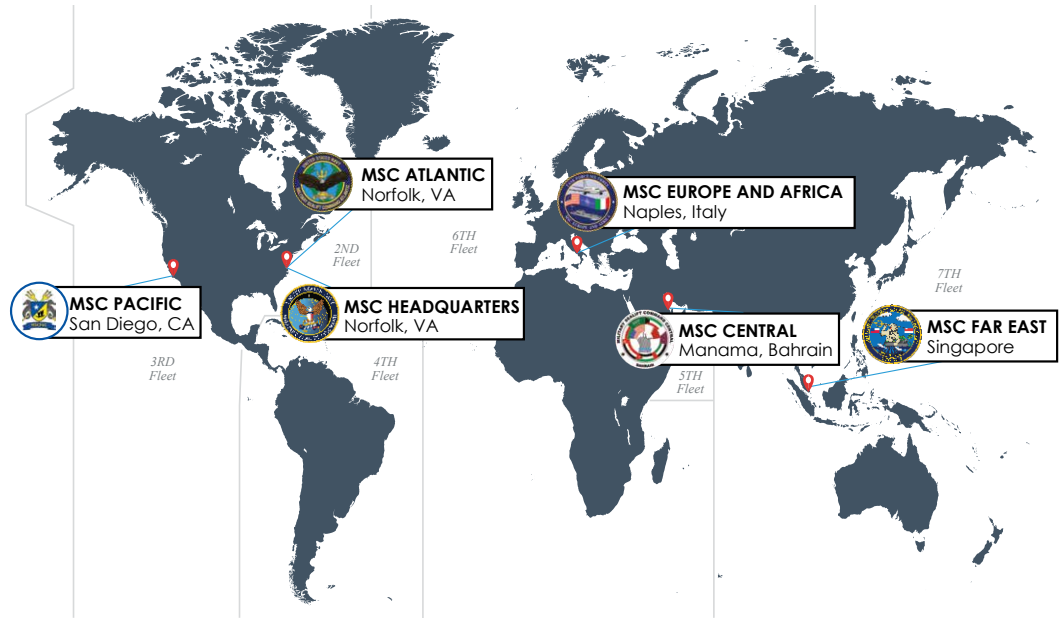 MSC ATLANTIC
Norfolk, VA
MSC EUROPE AND AFRICA
Naples, Italy
2ND
Fleet
6TH
Fleet
7TH
Fleet
MSC PACIFIC
San Diego, CA
MSC HEADQUARTERS
Norfolk, VA
MSC CENTRAL
Manama, Bahrain
MSC FAR EAST
Singapore
3RD
Fleet
4TH
Fleet
5TH
Fleet
BAHRAIN